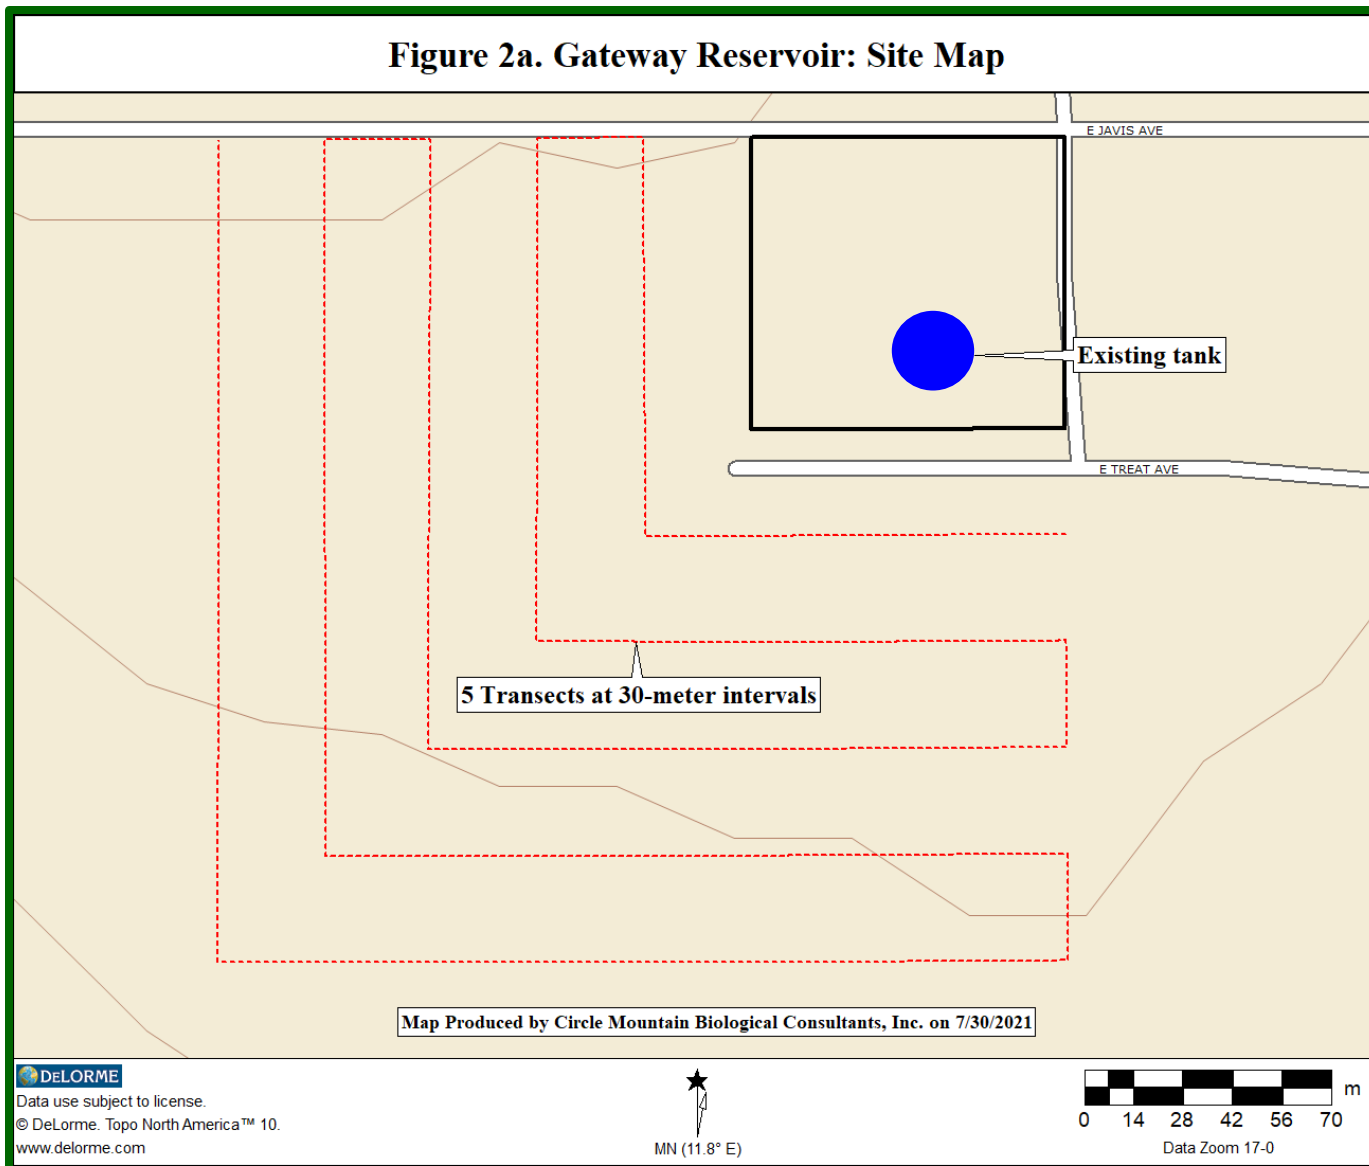 Figure 2a. Gateway Reservoir: Site Map
E JAVIS AVE
Existing tank
E TREAT AVE
5 Transects at 30-meter intervals
Map Produced by Circle Mountain Biological Consultants, Inc. on 7/30/2021
DELORME
Data use subject to license.
© DeLorme. Topo North America™ 10.
www.delorme.com
MN (11.8° E)
m
0 14 28 42 56 70
Data Zoom 17-0